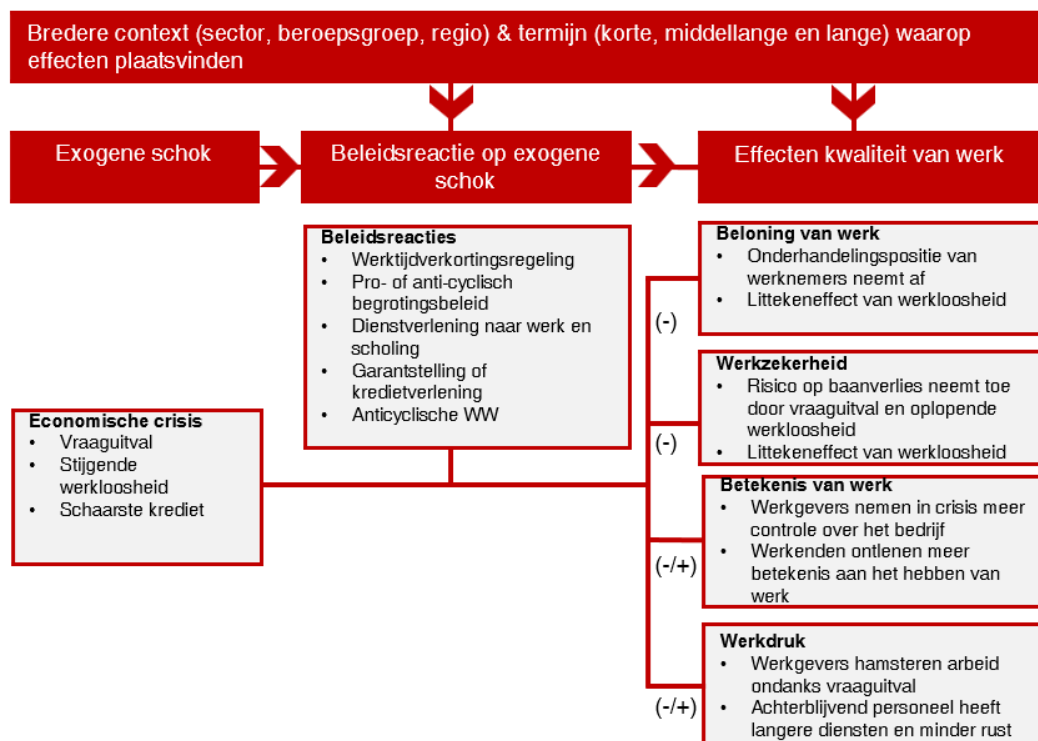 Bredere context (sector, beroepsgroep, regio) & termijn (korte, middellange en lange) waarop
effecten plaatsvinden
Exogene schok
Beleidsreactie op exogene
schok
Effecten kwaliteit van werk
Economische crisis
• Vraaguitval
• Stijgende
werkloosheid
• Schaarste krediet
Beleidsreacties
• Werktijdverkortingsregeling
• Pro- of anti-cyclisch
begrotingsbeleid
• Dienstverlening naar werk en
scholing
• Garantstelling of
kredietverlening
• Anticyclische WW
(-)
Beloning van werk
• Onderhandelingspositie van
werknemers neemt af
• Littekeneffect van werkloosheid
(-)
Werkzekerheid
• Risico op baanverlies neemt toe
door vraaguitval en oplopende
werkloosheid
• Littekeneffect van werkloosheid
(-/+)
Betekenis van werk
• Werkgevers nemen in crisis meer
controle over het bedrijf
• Werkenden ontlenen meer
betekenis aan het hebben van
werk
(-/+)
Werkdruk
• Werkgevers hamsteren arbeid
ondanks vraaguitval
• Achterblijvend personeel heeft
langere diensten en minder rust